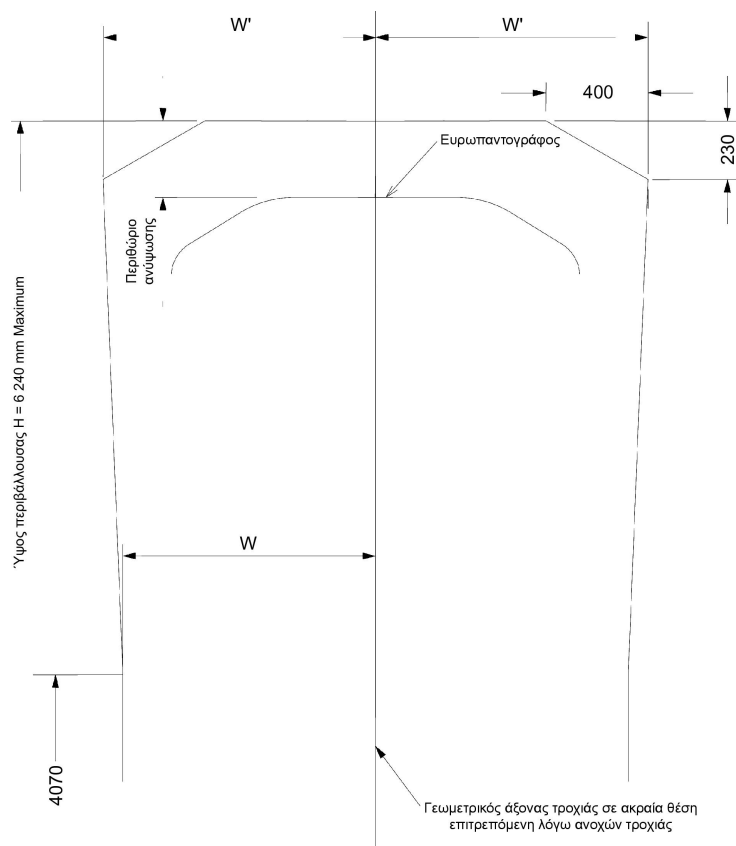 W'
W'
400
Ευρωπαντογράφος
230
Περιθώριο
ανύψωσης
Ύψος περιβάλλουσας H = 6 240 mm Maximum
W
4070
Γεωμετρικός άξονας τροχιάς σε ακραία θέση
επιτρεπόμενη λόγω ανοχών τροχιάς